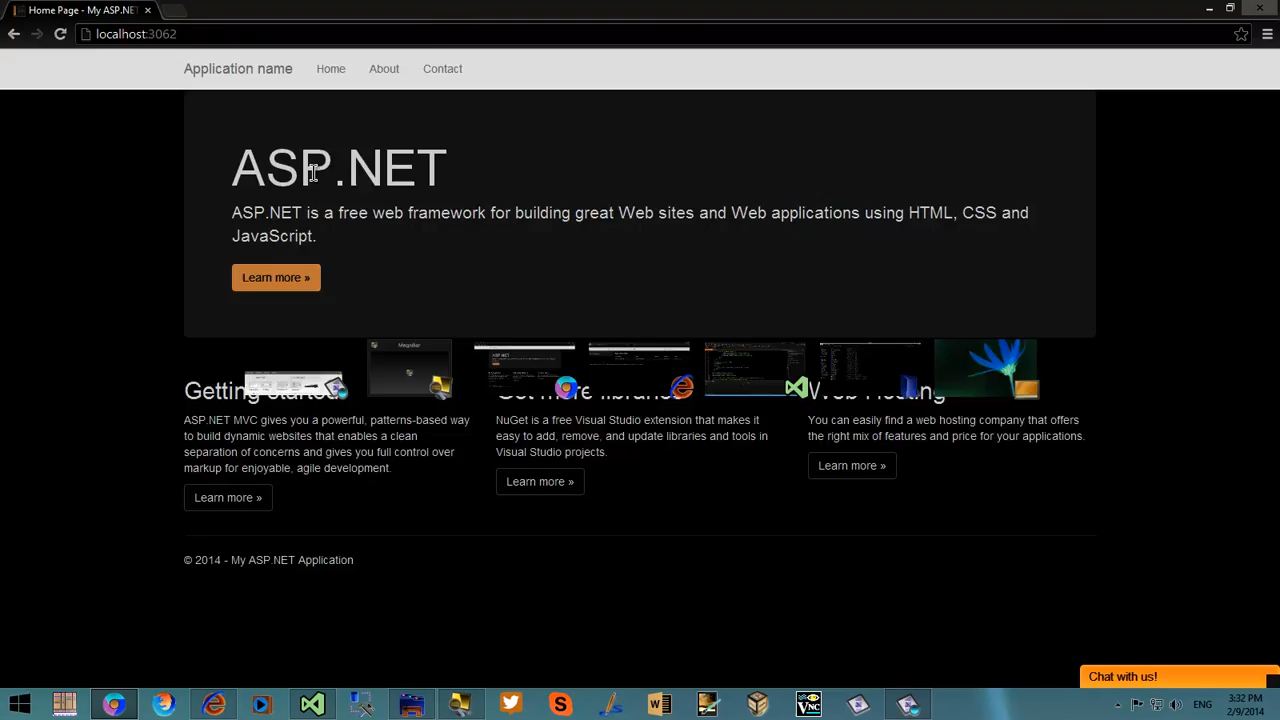 Home Page - My ASP.NET
localhost:3062
Application name Home About Contact
ASP.NET
ASP.NET is a free web framework for building great Web sites and Web applications using HTML, CSS and
JavaScript.
Learn more »
Magnifier
Getting started
Get more libraries
Web Hosting
ASP.NET MVC gives you a powerful, patterns-based way
to build dynamic websites that enables a clean
separation of concerns and gives you full control over
markup for enjoyable, agile development.
Learn more »
NuGet is a free Visual Studio extension that makes it
easy to add, remove, and update libraries and tools in
Visual Studio projects.
Learn more »
You can easily find a web hosting company that offers
the right mix of features and price for your applications.
Learn more »
© 2014 - My ASP.NET Application
Chat with us!
ENG
3:32 PM
2/9/2014